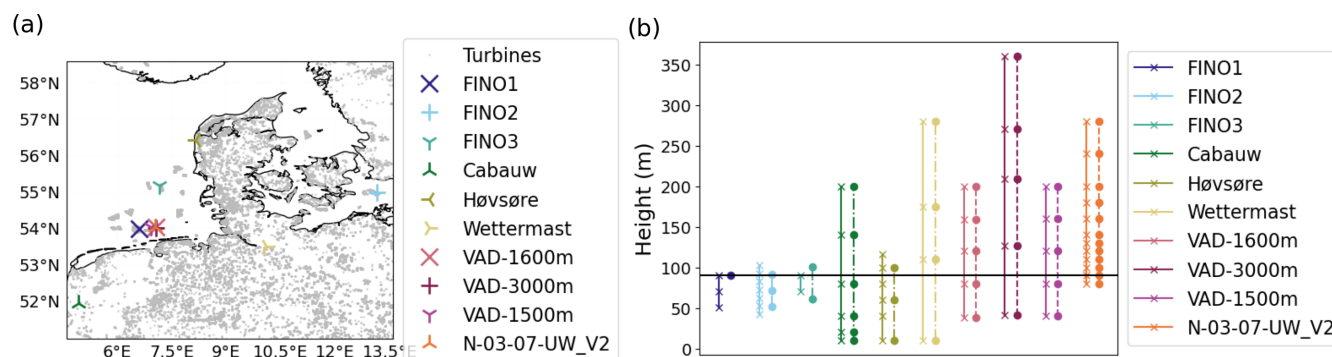 (a)
58°N
57°N
56°N
55°N
54°N
53°N
52°N
6°E 7.5°E 9°E 10.5°E 12°E 13.5°E
Turbines
FINO1
FINO2
FINO3
Cabauw
Høvsøre
Wettermast
VAD-1600m
VAD-3000m
VAD-1500m
N-03-07-UW_V2
(b)
Height (m)
350
300
250
200
150
100
50
0
FINO1
FINO2
FINO3
Cabauw
Høvsøre
Wettermast
VAD-1600m
VAD-3000m
VAD-1500m
N-03-07-UW_V2